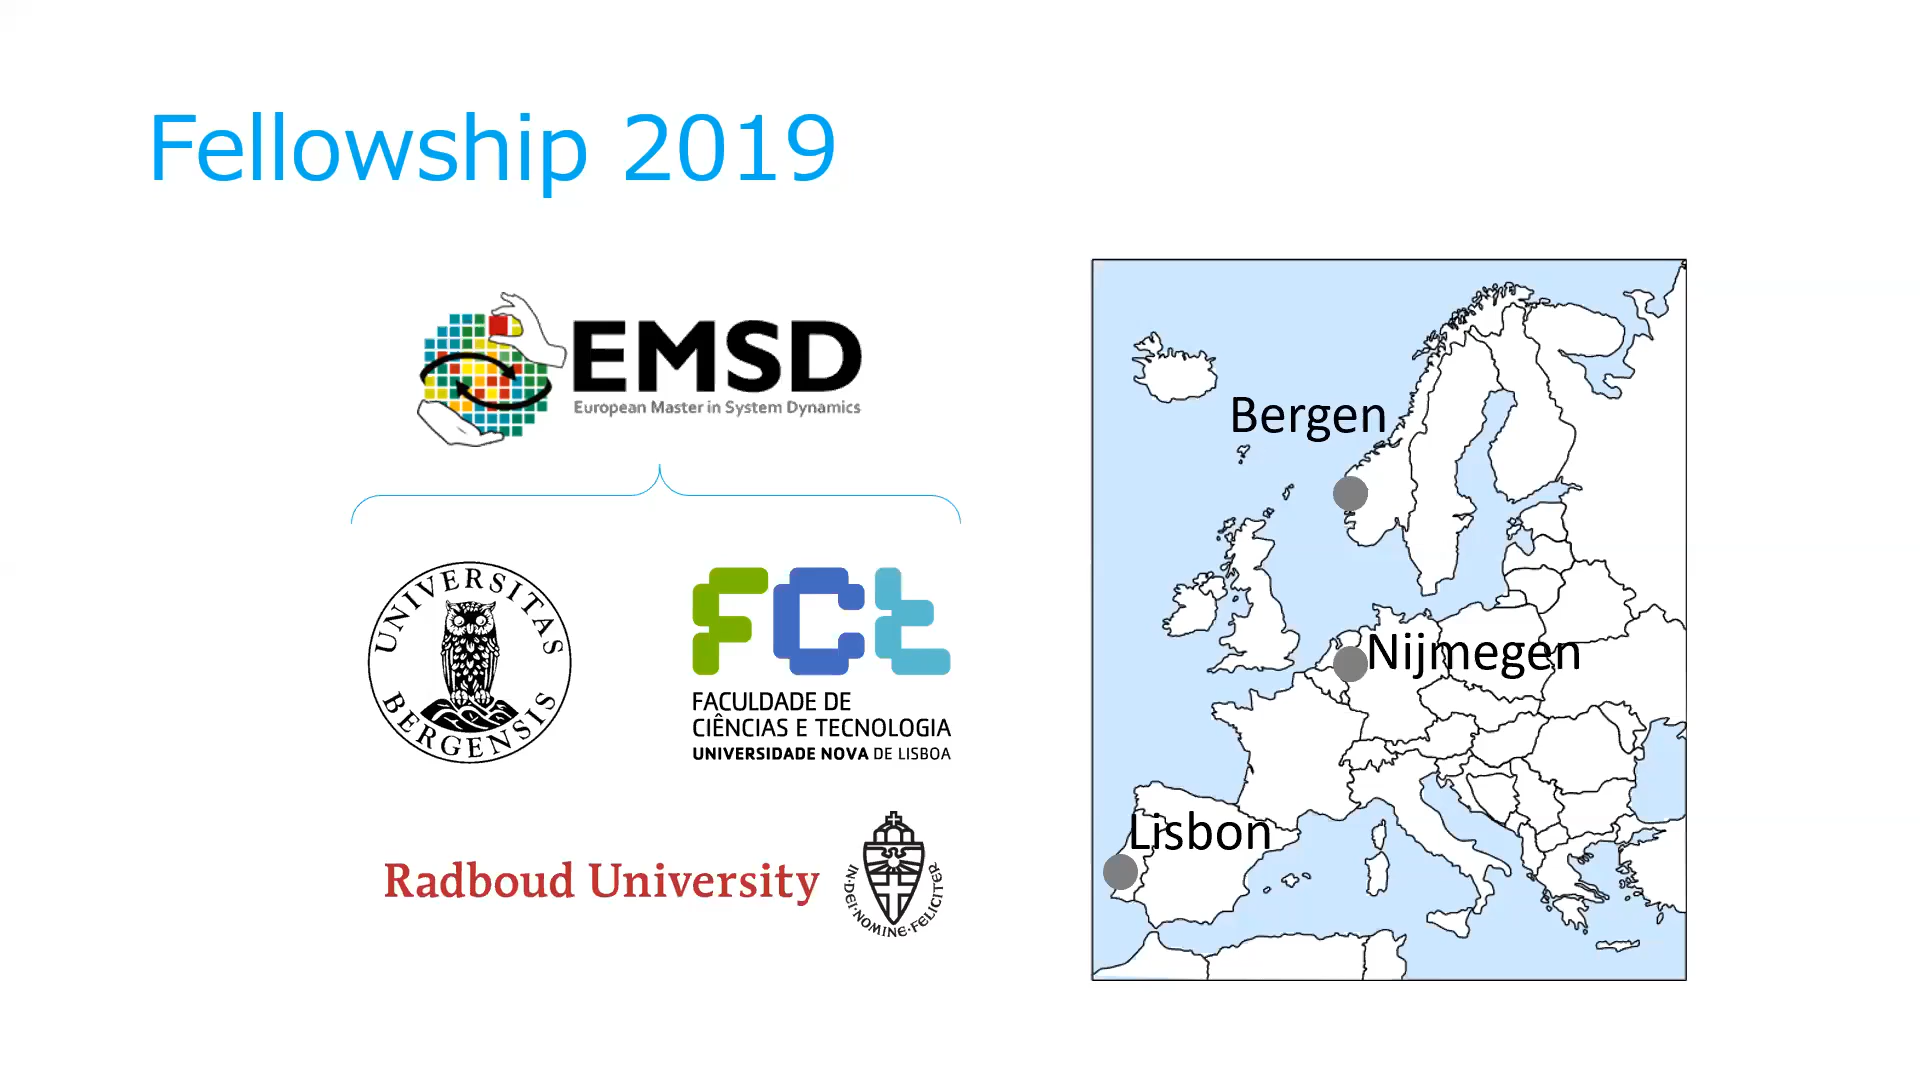 Fellowship 2019
EMSD
European Master in System Dynamics
UNIVERSITAS
BERGENSIS
FCt
FACULDADE DE
CIÊNCIAS E TECNOLOGIA
UNIVERSIDADE NOVA DE LISBOA
Radboud University
IN·DEI·NOMINE·FELICITER
Bergen
Nijmegen
Lisbon